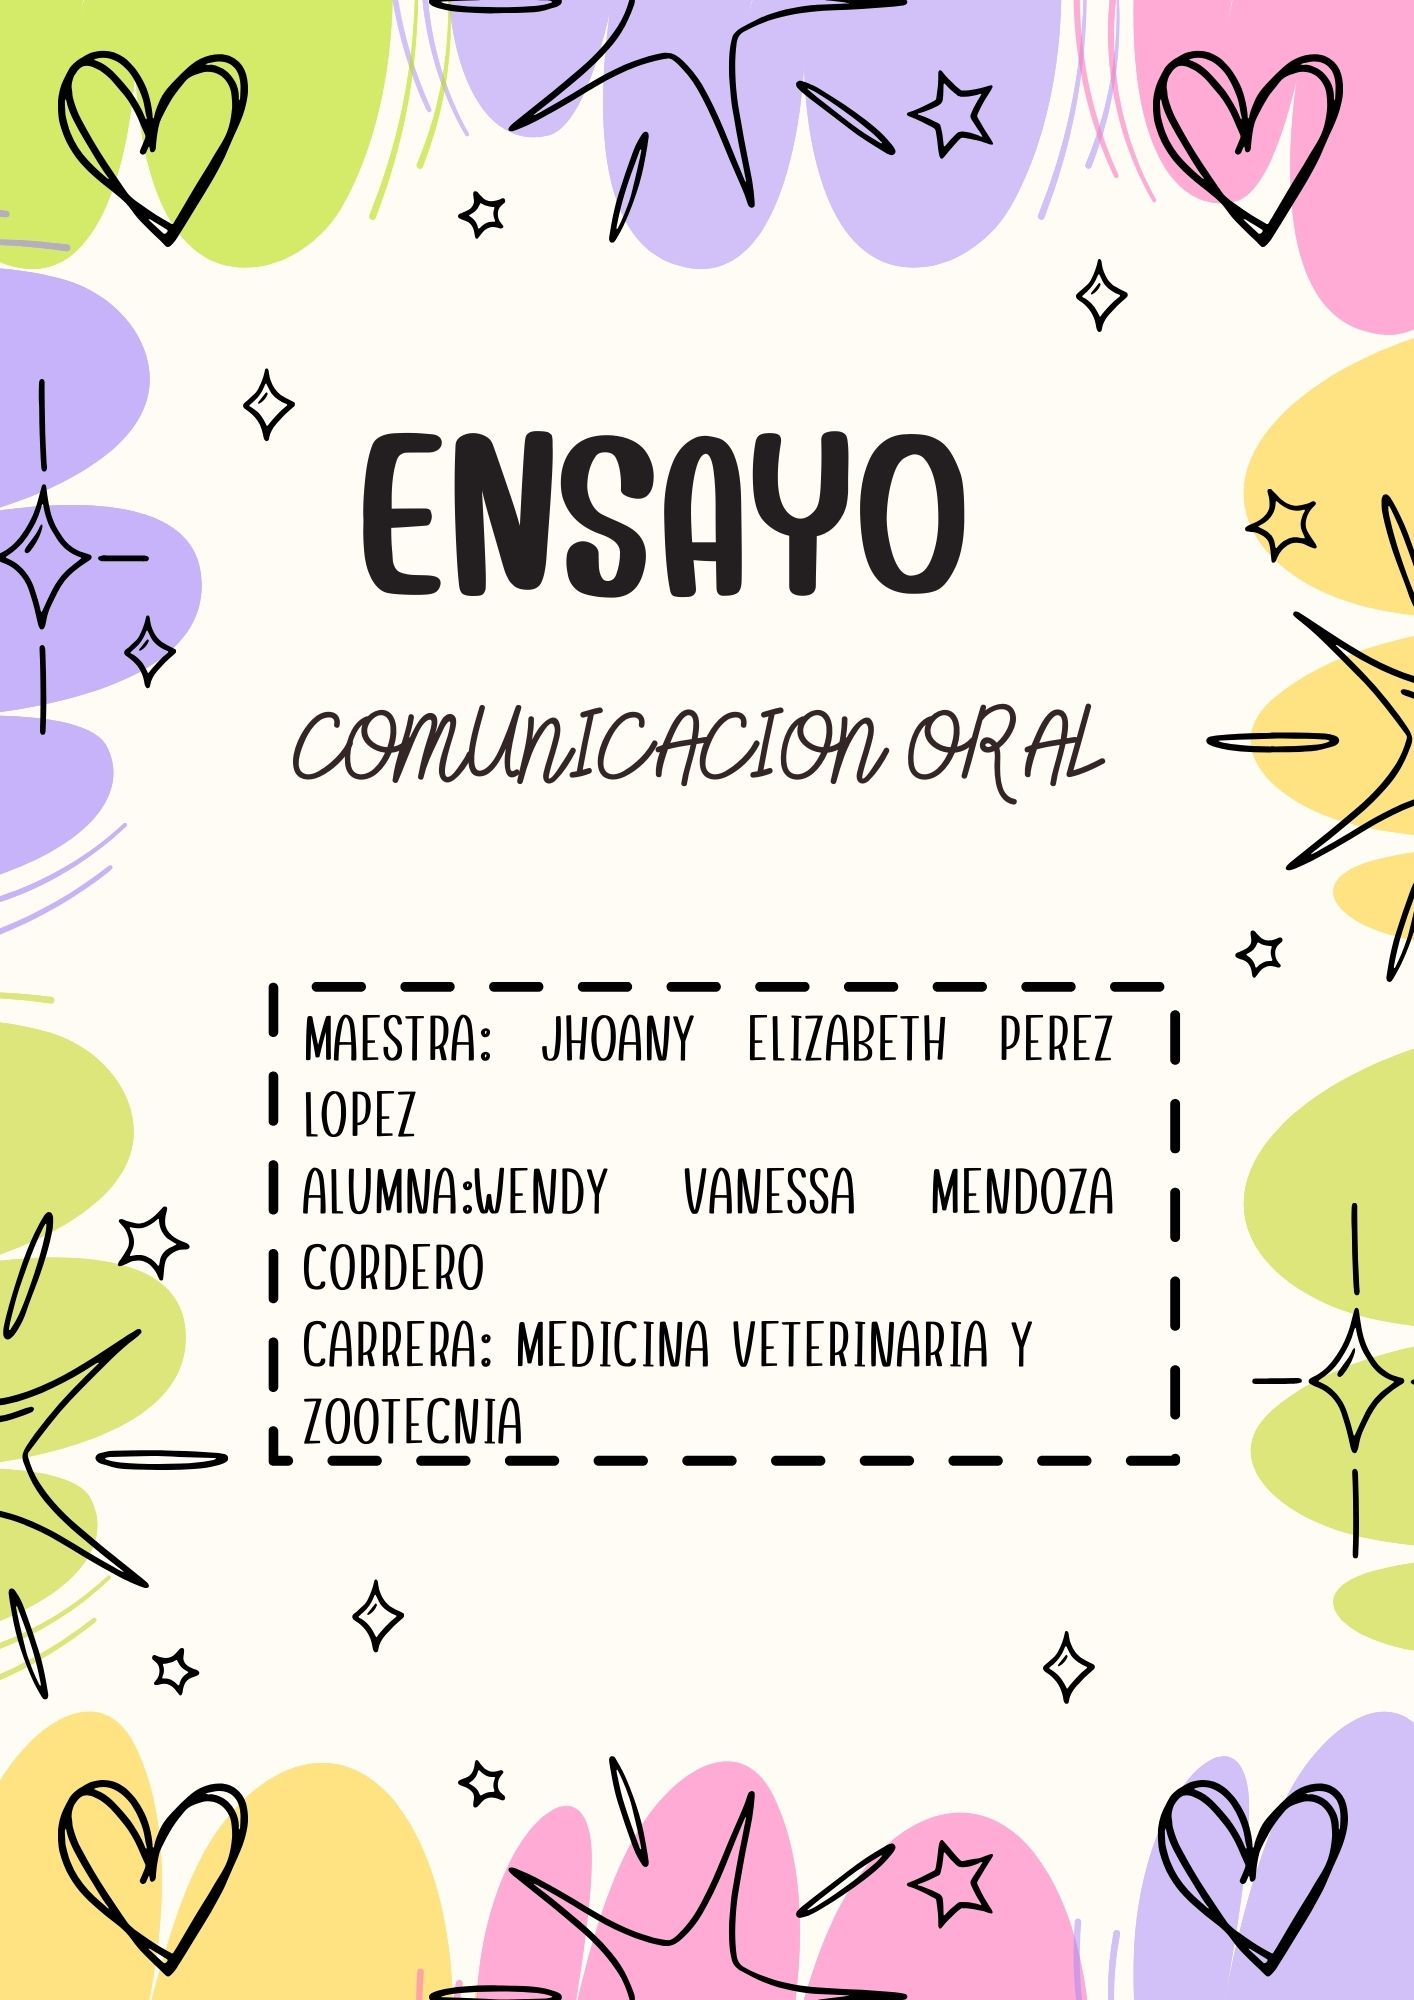 ENSAYO
COMUNICACION ORAL
MAESTRA: JHOANY ELIZABETH PEREZ
LOPEZ
ALUMNA:WENDY VANESSA MENDOZA
CORDERO
CARRERA: MEDICINA VETERINARIA Y
ZOOTECNIA